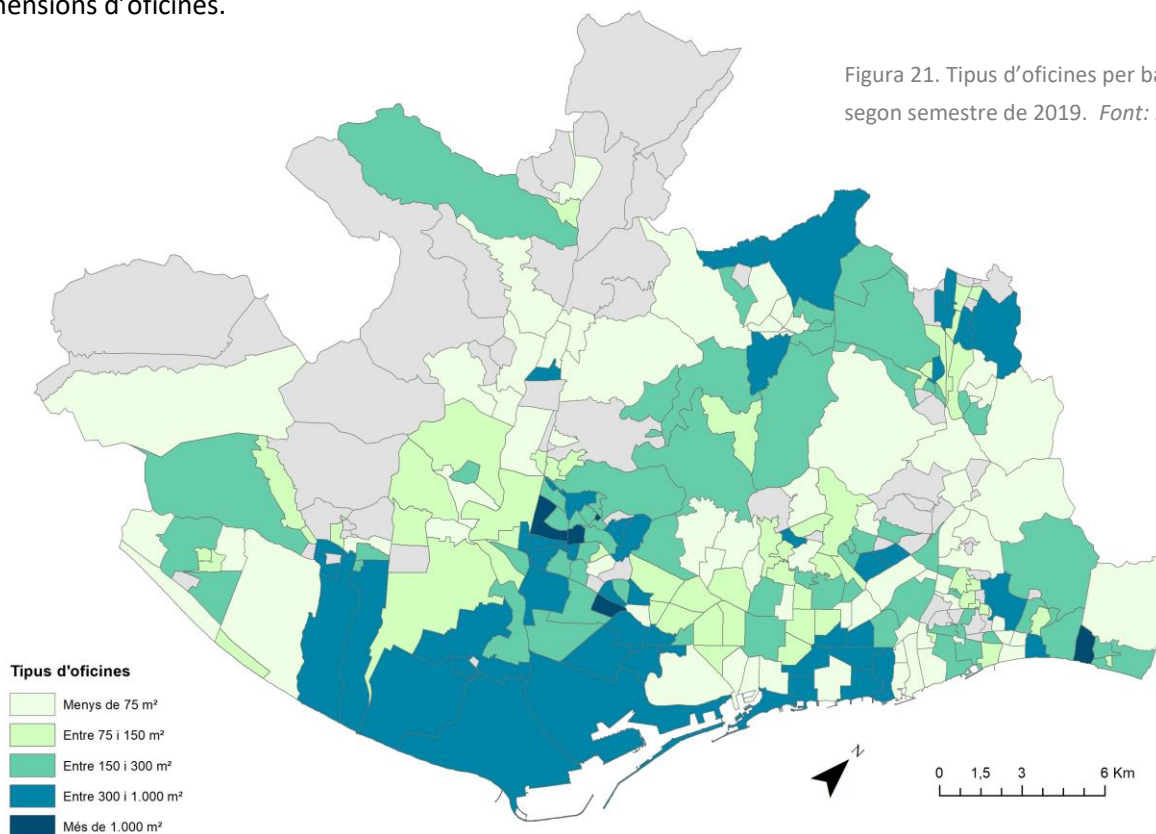 d'oficines.
Figura 21. Tipus d'oficines per
segon semestre de 2019. Font:
Tipus d'oficines
Menys de 75 m²
Entre 75 i 150 m²
Entre 150 i 300 m²
Entre 300 i 1.000 m²
Més de 1.000 m²
N
0 1,5 3 6 Km